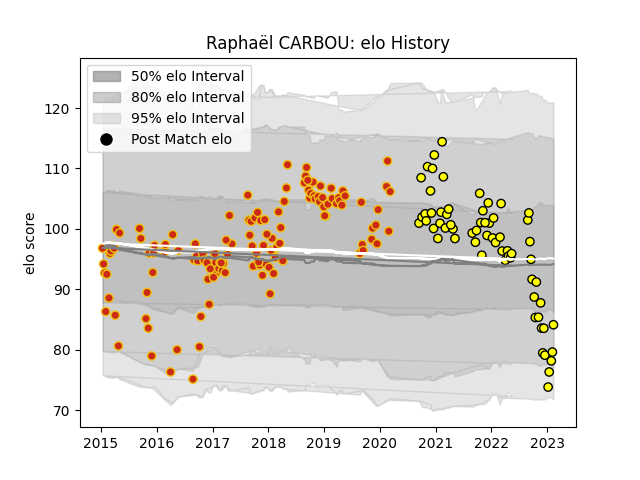 Raphaël CARBOU: elo History
50% elo Interval
80% elo Interval
95% elo Interval
Post Match elo
elo score
120
110
100
90
80
70
2015
2016
2017
2018
2019
2020
2021
2022
2023